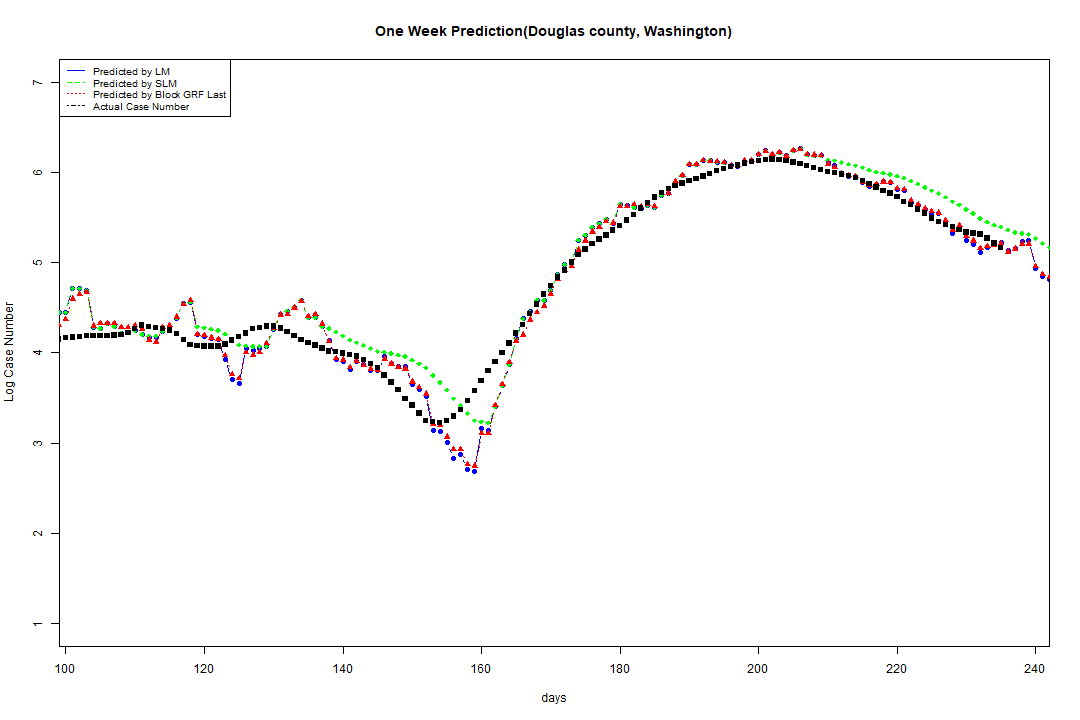 One Week Prediction(Douglas county, Washington)
Predicted by LM
Predicted by SLM
Predicted by Block GRF Last
Actual Case Number
Log Case Number
7
6
5
4
3
2
1
100 120 140 160 180 200 220 240
days